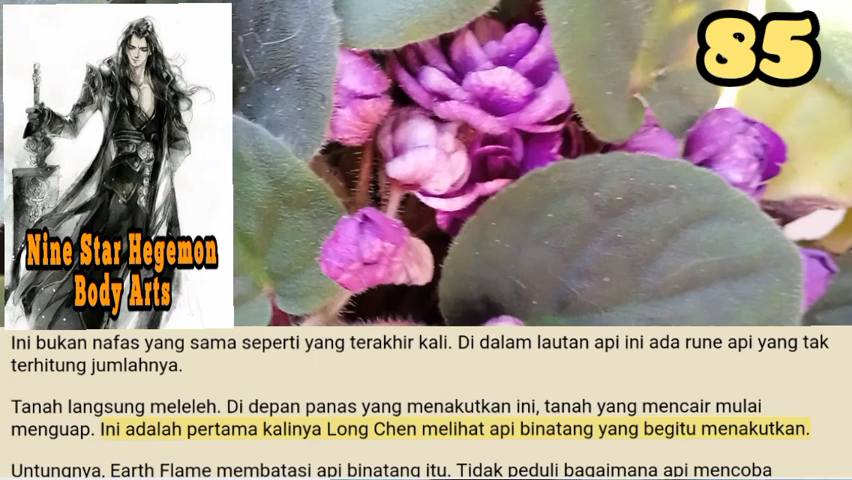 85
Nine Star Hegemon
Body Arts
Ini bukan nafas yang sama seperti yang terakhir kali. Di dalam lautan api ini ada rune api yang tak
terhitung jumlahnya.
Tanah langsung meleleh. Di depan panas yang menakutkan ini, tanah yang mencair mulai
menguap. Ini adalah pertama kalinya Long Chen melihat api binatang yang begitu menakutkan.
Untungnya, Earth Flame membatasi api binatang itu. Tidak peduli bagaimana api mencoba